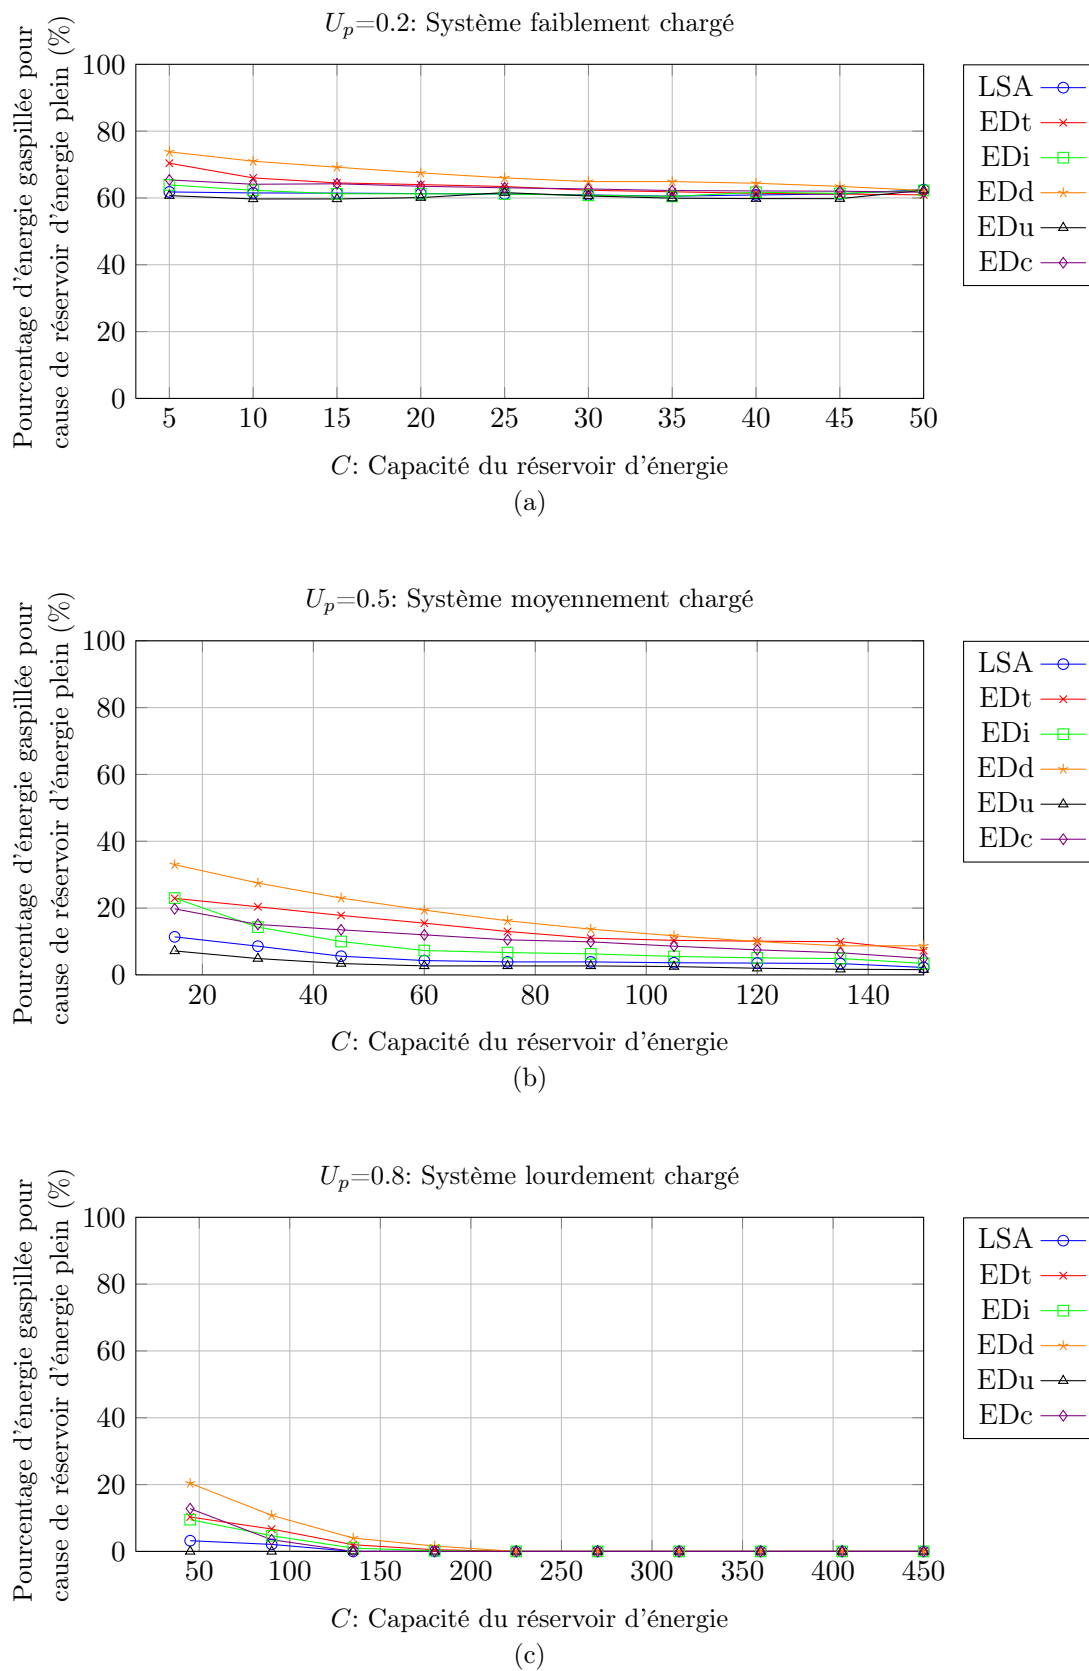 U_p=0.2: Système faiblement chargé
Pourcentage d'énergie gaspillée pour
cause de réservoir d'énergie plein (%)
100
80
60
40
20
0
5 10 15 20 25 30 35 40 45 50
C: Capacité du réservoir d'énergie
(a)
LSA
EDt
EDi
EDd
EDu
EDc
U_p=0.5: Système moyennement chargé
Pourcentage d'énergie gaspillée pour
cause de réservoir d'énergie plein (%)
100
80
60
40
20
0
20 40 60 80 100 120 140
C: Capacité du réservoir d'énergie
(b)
LSA
EDt
EDi
EDd
EDu
EDc
U_p=0.8: Système lourdement chargé
Pourcentage d'énergie gaspillée pour
cause de réservoir d'énergie plein (%)
100
80
60
40
20
0
50 100 150 200 250 300 350 400 450
C: Capacité du réservoir d'énergie
(c)
LSA
EDt
EDi
EDd
EDu
EDc